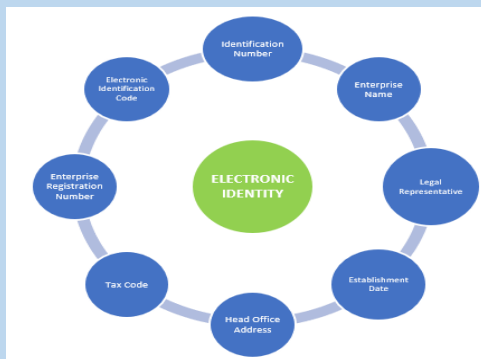 Identification
Number
Enterprise
Name
Legal
Representative
Establishment
Date
Head Office
Address
Tax Code
Enterprise
Registration
Number
Electronic
Identification
Code
ELECTRONIC
IDENTITY